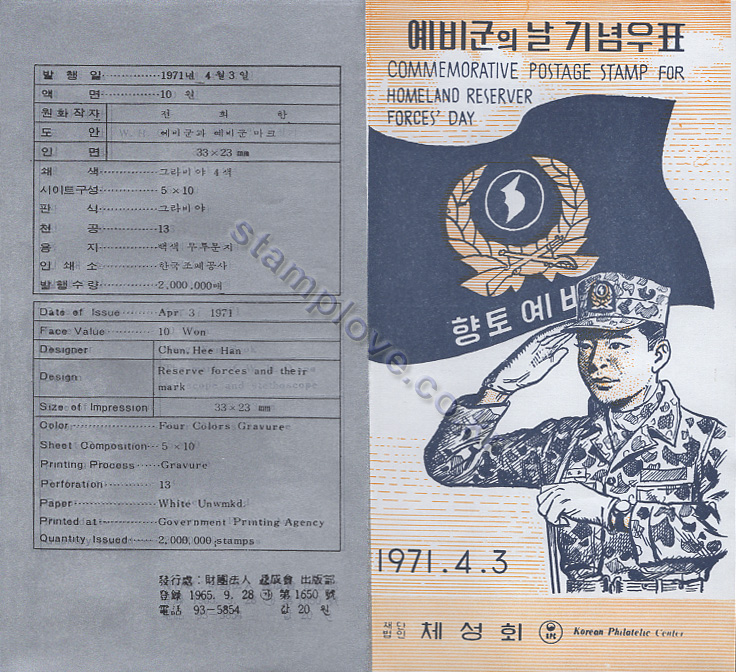 발 행 일 1971년 4월 3일
액 면 10 원
원화작자 전 희 한
도 안 예비군과 예비군 마크
인 면 33×23 ㎜
쇄 색 그라비아 4색
시이트구성 5×10
판 식 그라비아
천 공 13
용 지 백색 무투문지
인 쇄 소 한국조폐공사
발행수량 2,000,000매
Date of Issue Apr. 3 1971
Face Value 10 Won
Designer Chun, Hee Han
Design Reserve forces and their
mark
Size of Impression 33×23 ㎜
Color Four Colors Gravure
Sheet Composition 5×10
Printing Process Gravure
Perforation 13
Paper White Unwmkd.
Printed at Government Printing Agency
Quantity Issued 2,000,000 stamps
發行處：財團法人 遞成會 出版部
登錄 1965. 9. 28 ㉮ 第 1650 號
電話 93-5854 값 20 원
예비군의 날 기념우표
COMMEMORATIVE POSTAGE STAMP FOR
HOMELAND RESERVER
FORCES' DAY
향토예비
1971.4.3
재단
법인 체성회 Korean Philatelic Center
stamplove.co